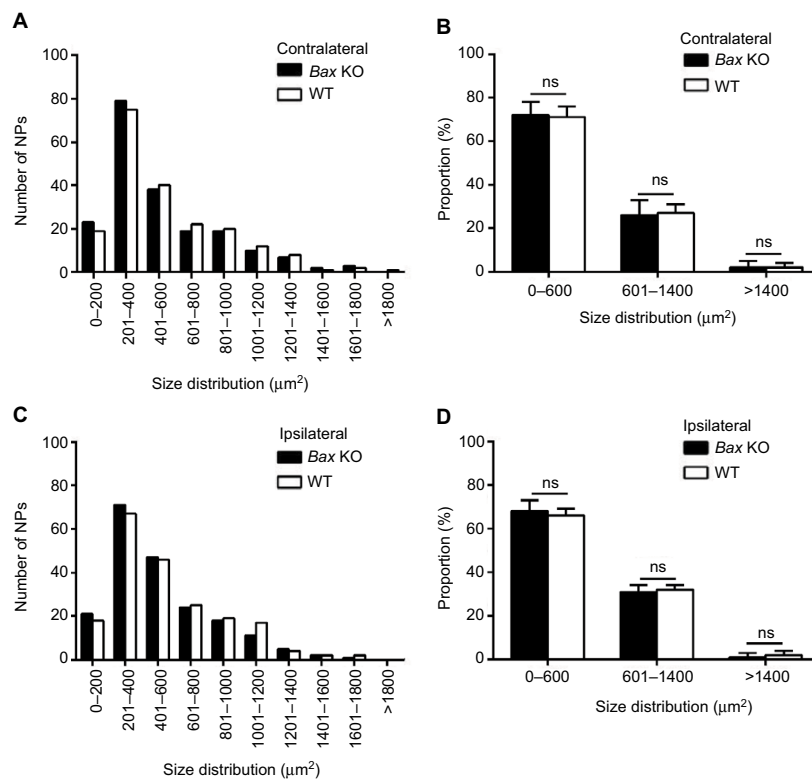 A
Contralateral
Bax KO
WT
Number of NPs
100
80
60
40
20
0
0–200
201–400
401–600
601–800
801–1000
1001–1200
1201–1400
1401–1600
1601–1800
>1800
Size distribution (μm²)
B
Contralateral
Bax KO
WT
Proportion (%)
100
80
60
40
20
0
ns
ns
ns
0–600
601–1400
>1400
Size distribution (μm²)
C
Ipsilateral
Bax KO
WT
Number of NPs
100
80
60
40
20
0
0–200
201–400
401–600
601–800
801–1000
1001–1200
1201–1400
1401–1600
1601–1800
>1800
Size distribution (μm²)
D
Ipsilateral
Bax KO
WT
Proportion (%)
100
80
60
40
20
0
ns
ns
ns
0–600
601–1400
>1400
Size distribution (μm²)